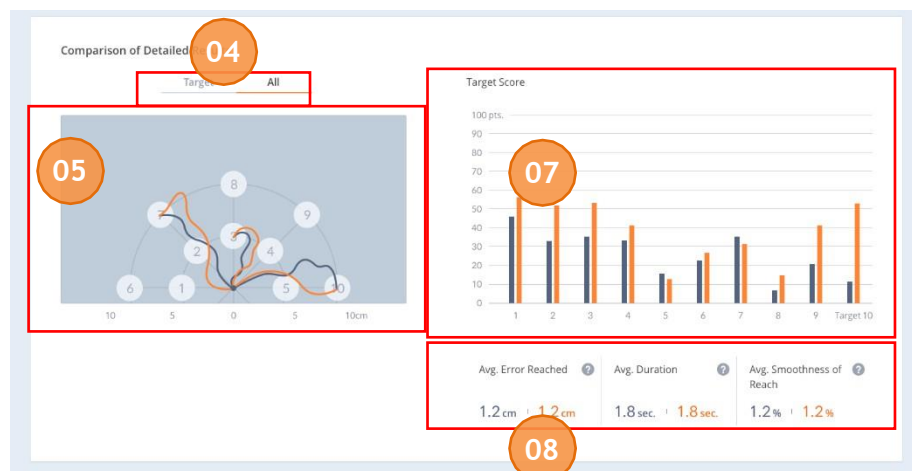 Comparison of Detailed
04
Target
All
05
8
7
9
3
2
4
6
1
5
10
10
5
0
5
10cm
Target Score
100 pts.
90
80
70
60
50
40
30
20
10
0
07
1
2
3
4
5
6
7
8
9
Target 10
Avg. Error Reached ?
1.2 cm 1.2 cm
Avg. Duration ?
1.8 sec. 1.8 sec.
Avg. Smoothness of ?
Reach
1.2 % 1.2 %
08